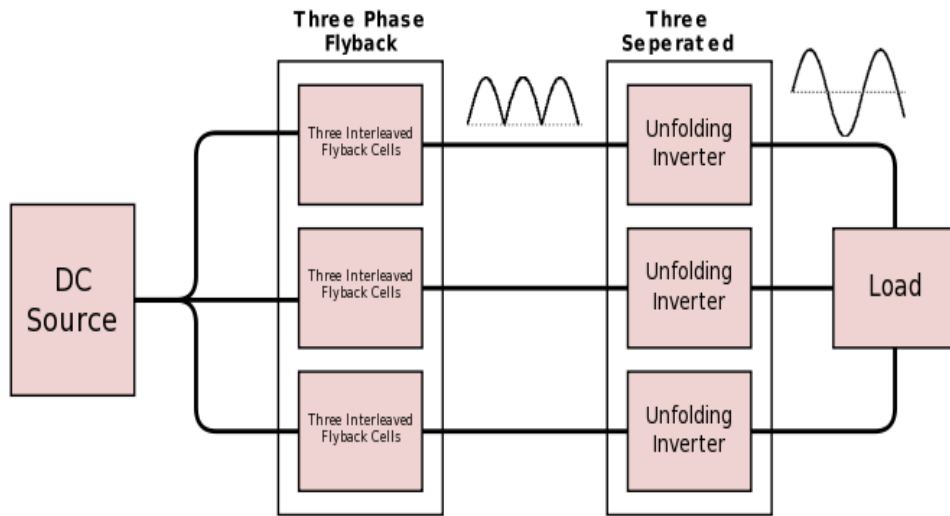 Three Phase
Flyback
Three
Seperated
Three Interleaved
Flyback Cells
Unfolding
Inverter
DC
Source
Three Interleaved
Flyback Cells
Unfolding
Inverter
Load
Three Interleaved
Flyback Cells
Unfolding
Inverter